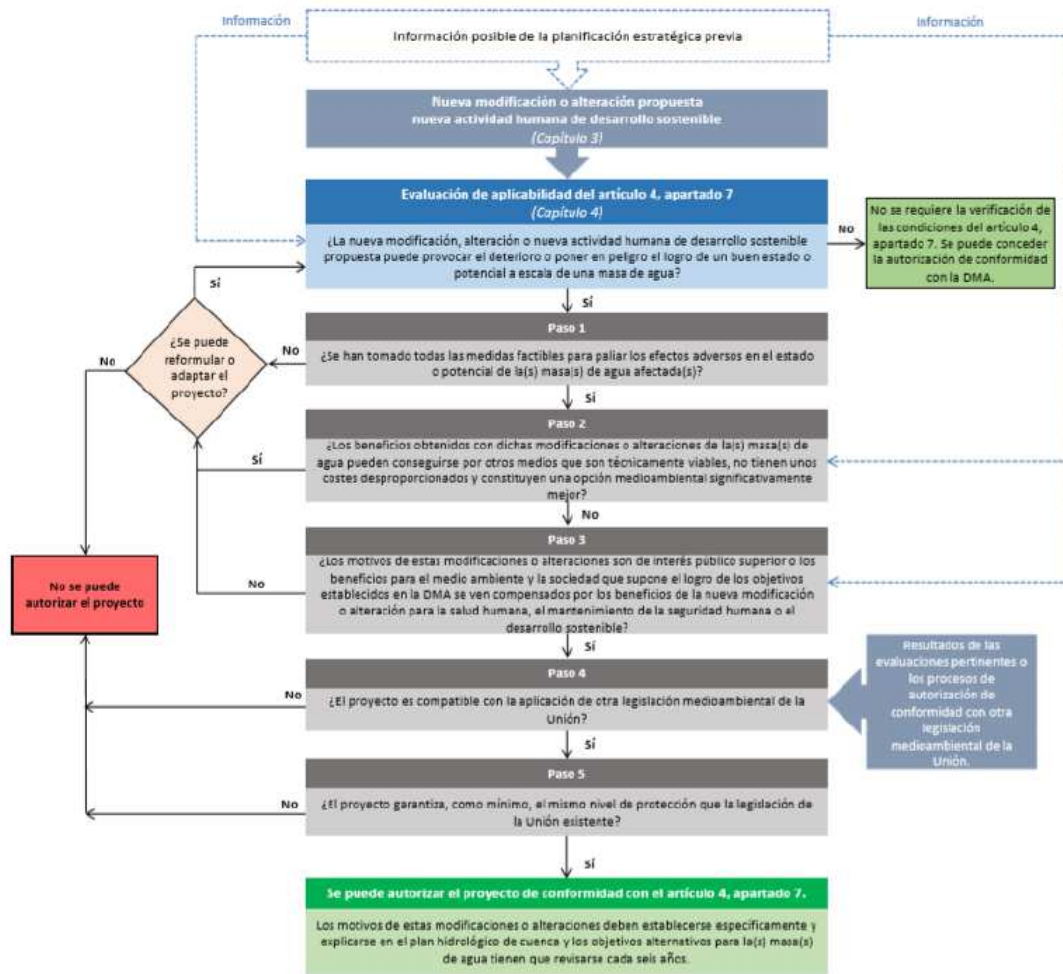 Información
Información
Información posible de la planificación estratégica previa
Nueva modificación o alteración propuesta
nueva actividad humana de desarrollo sostenible
(Capítulo 3)
Evaluación de aplicabilidad del artículo 4, apartado 7
(Capítulo 4)
¿La nueva modificación, alteración o nueva actividad humana de desarrollo sostenible
propuesta puede provocar el deterioro o poner en peligro el logro de un buen estado o
potencial a escala de una masa de agua?
No
No se requiere la verificación de
las condiciones del artículo 4,
apartado 7. Se puede conceder
la autorización de conformidad
con la DMA.
Sí
Sí
¿Se puede
reformular o
adaptar el
proyecto?
No
No
Paso 1
¿Se han tomado todas las medidas factibles para paliar los efectos adversos en el estado
o potencial de la(s) masa(s) de agua afectada(s)?
Sí
Paso 2
¿Los beneficios obtenidos con dichas modificaciones o alteraciones de la(s) masa(s) de
agua pueden conseguirse por otros medios que son técnicamente viables, no tienen unos
costes desproporcionados y constituyen una opción medioambiental significativamente
mejor?
Sí
No
Paso 3
¿Los motivos de estas modificaciones o alteraciones son de interés público superior o los
beneficios para el medio ambiente y la sociedad que supone el logro de los objetivos
establecidos en la DMA se ven compensados por los beneficios de la nueva modificación
o alteración para la salud humana, el mantenimiento de la seguridad humana o el
desarrollo sostenible?
No
No se puede
autorizar el proyecto
Sí
Paso 4
¿El proyecto es compatible con la aplicación de otra legislación medioambiental de la
Unión?
No
Resultados de las
evaluaciones pertinentes o
los procesos de
autorización de
conformidad con otra
legislación
medioambiental de la
Unión.
Sí
Paso 5
¿El proyecto garantiza, como mínimo, el mismo nivel de protección que la legislación de
la Unión existente?
No
Sí
Se puede autorizar el proyecto de conformidad con el artículo 4, apartado 7.
Los motivos de estas modificaciones o alteraciones deben establecerse específicamente y
explicarse en el plan hidrológico de cuenca y los objetivos alternativos para la(s) masa(s)
de agua tienen que revisarse cada seis años.